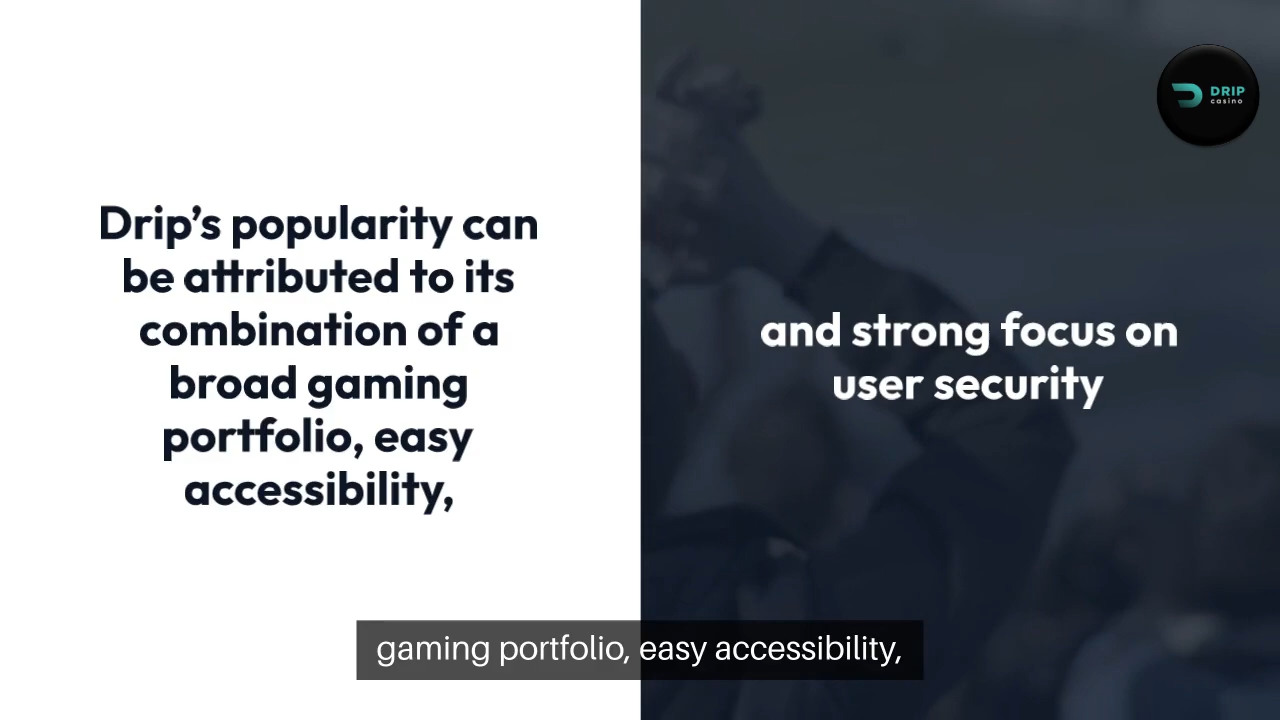 Drip’s popularity can
be attributed to its
combination of a
broad gaming
portfolio, easy
accessibility,
DRIP
casino
and strong focus on
user security
gaming portfolio, easy accessibility,